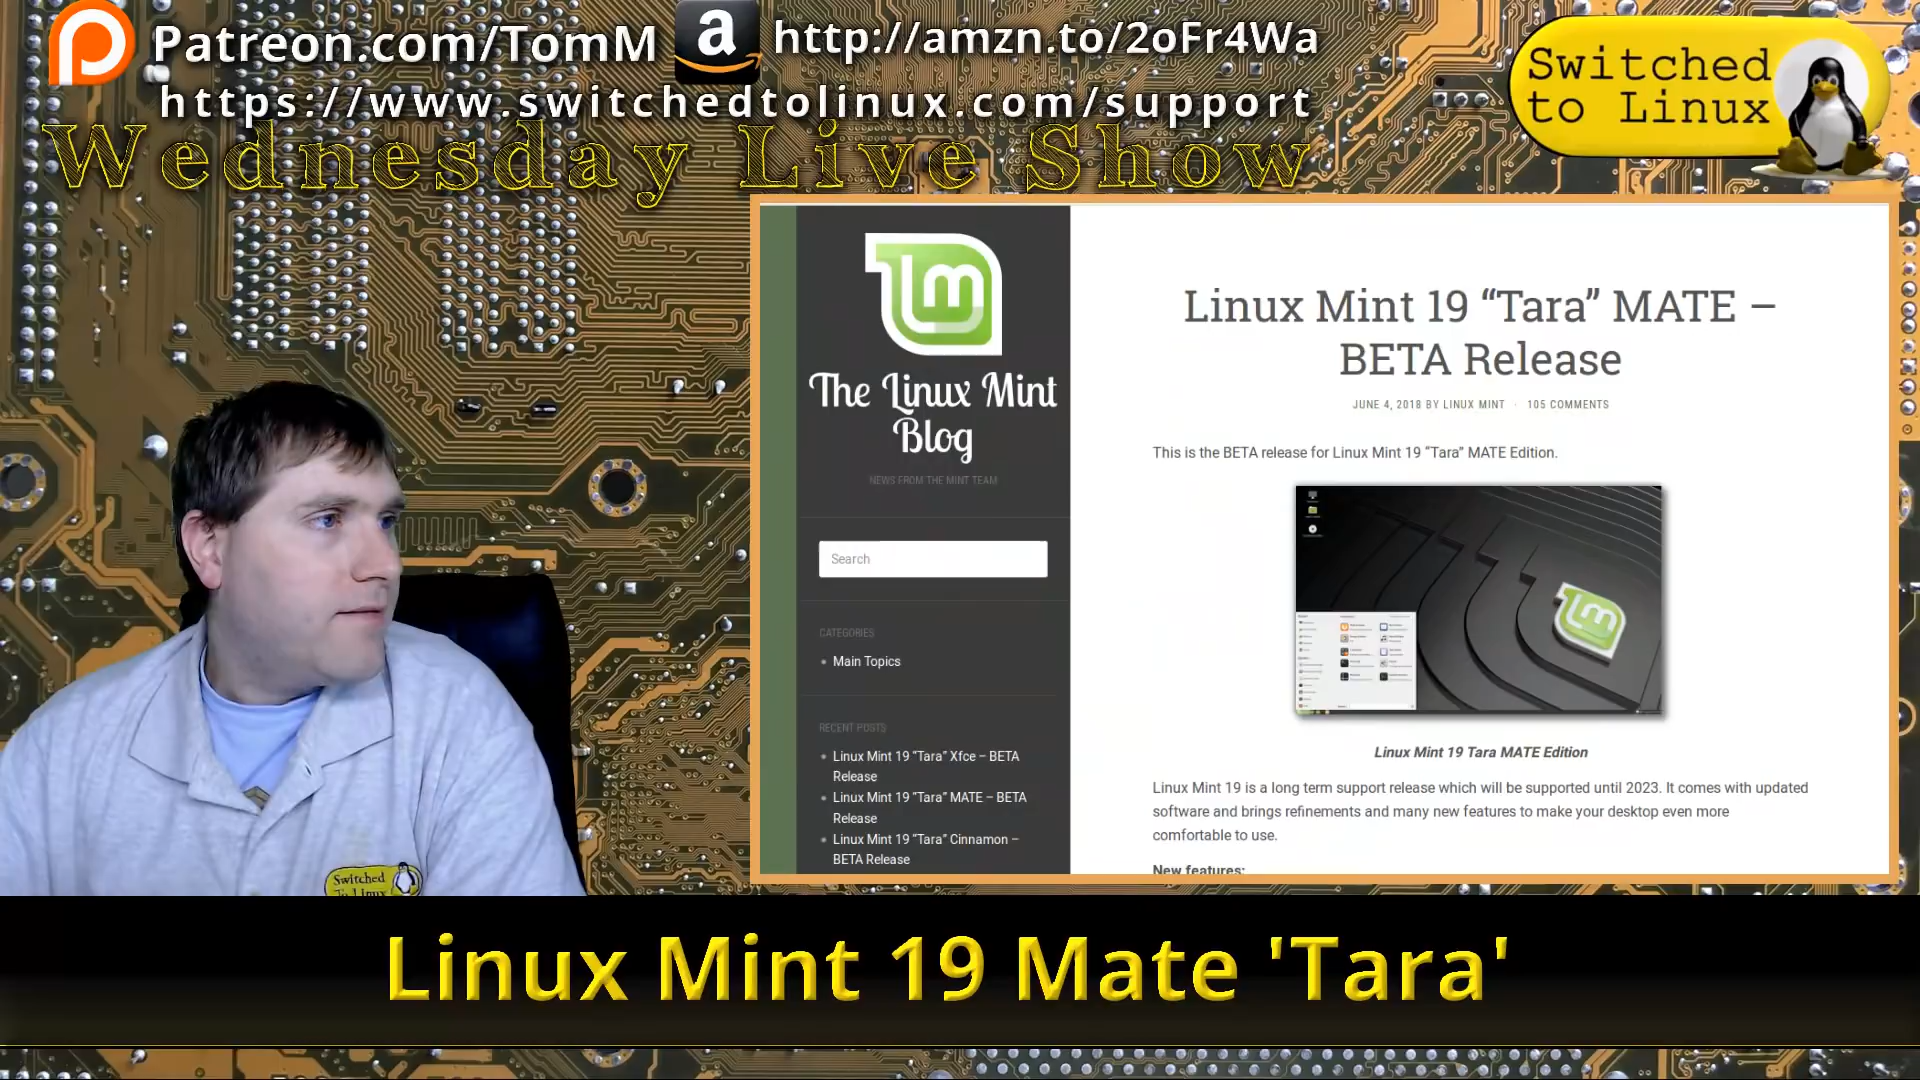 Patreon.com/TomM
a
http://amzn.to/2oFr4Wa
https://www.switchedtolinux.com/support
Wednesday Live Show
Switched
to Linux
The Linux Mint
Blog
NEWS FROM THE MINT TEAM
Search
CATEGORIES
Main Topics
RECENT POSTS
Linux Mint 19 “Tara” Xfce – BETA
Release
Linux Mint 19 “Tara” MATE – BETA
Release
Linux Mint 19 “Tara” Cinnamon –
BETA Release
Linux Mint 19 “Tara” MATE –
BETA Release
JUNE 4, 2018 BY LINUX MINT · 105 COMMENTS
This is the BETA release for Linux Mint 19 “Tara” MATE Edition.
Linux Mint 19 Tara MATE Edition
Linux Mint 19 is a long term support release which will be supported until 2023. It comes with updated
software and brings refinements and many new features to make your desktop even more
comfortable to use.
New features:
Switched
To Linux
Linux Mint 19 Mate 'Tara'